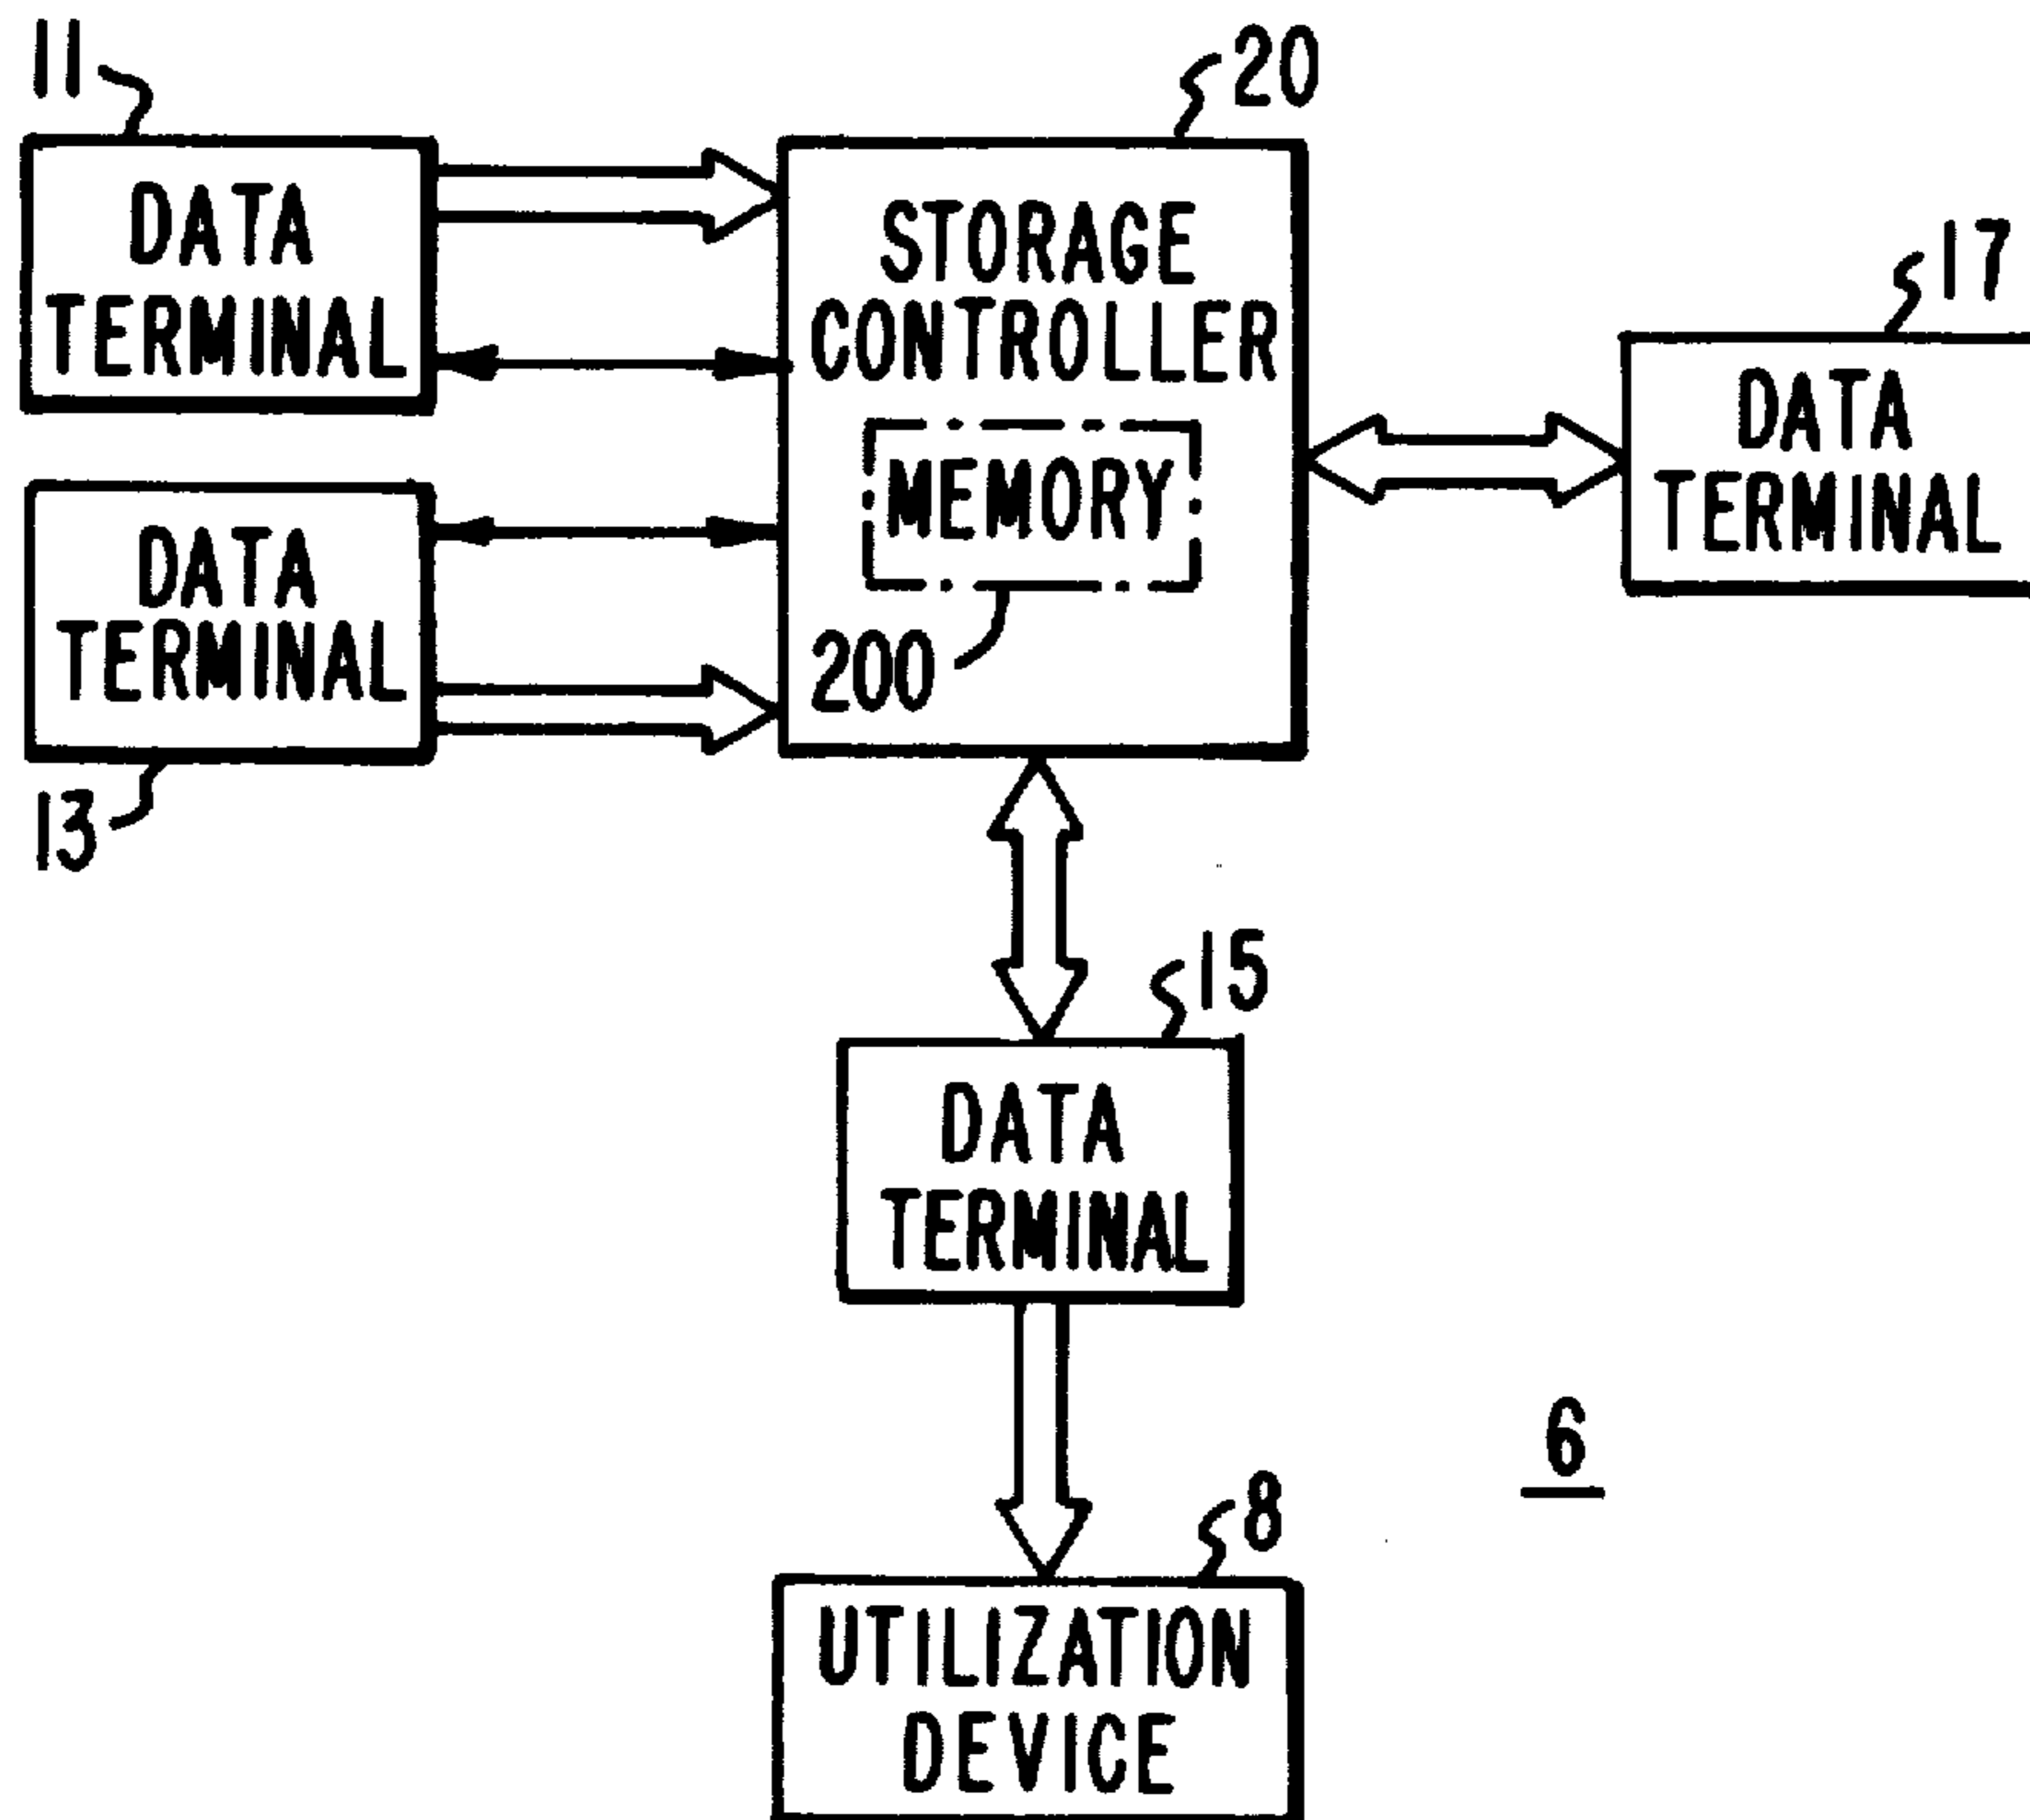 11
20
DATA
TERMINAL
STORAGE
CONTROLLER
MEMORY
200
17
DATA
TERMINAL
DATA
TERMINAL
13
15
DATA
TERMINAL
6
8
UTILIZATION
DEVICE